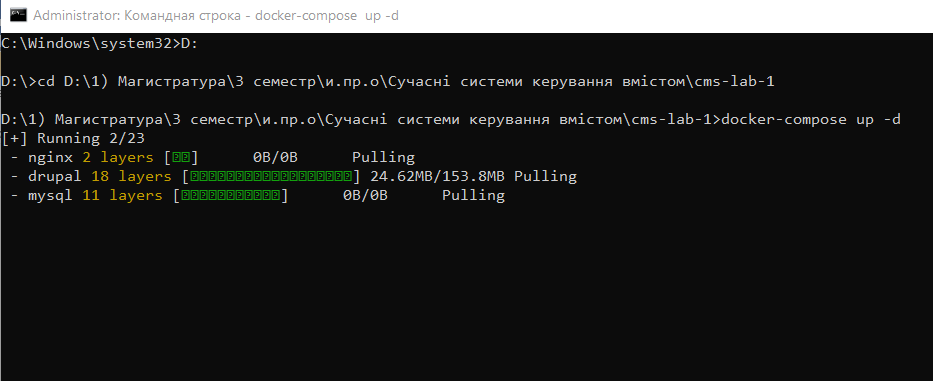 Administrator: Командная строка - docker-compose up -d
C:\Windows\system32>D:
D:\>cd D:\1) Магистратура\3 семестр\и.пр.о\Сучасні системи керування вмістом\cms-lab-1
D:\1) Магистратура\3 семестр\и.пр.о\Сучасні системи керування вмістом\cms-lab-1>docker-compose up -d
[+] Running 2/23
- nginx 2 layers [⍰⍰] 0B/0B Pulling
- drupal 18 layers [⍰⍰⍰⍰⍰⍰⍰⍰⍰⍰⍰⍰⍰⍰⍰⍰⍰⍰] 24.62MB/153.8MB Pulling
- mysql 11 layers [⍰⍰⍰⍰⍰⍰⍰⍰⍰⍰⍰] 0B/0B Pulling